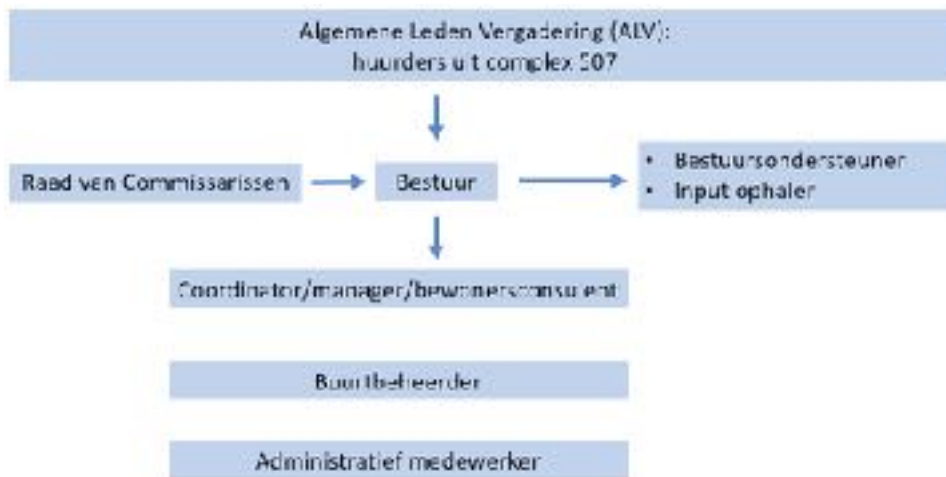 Algemene Leden Vergadering (ALV):
huurders uit complex 507
Raad van Commissarissen
Bestuur
• Bestuursondersteuner
• Input ophaler
Coordinator/manager/bewonersconsulent
Buurtbeheerder
Administratief medewerker